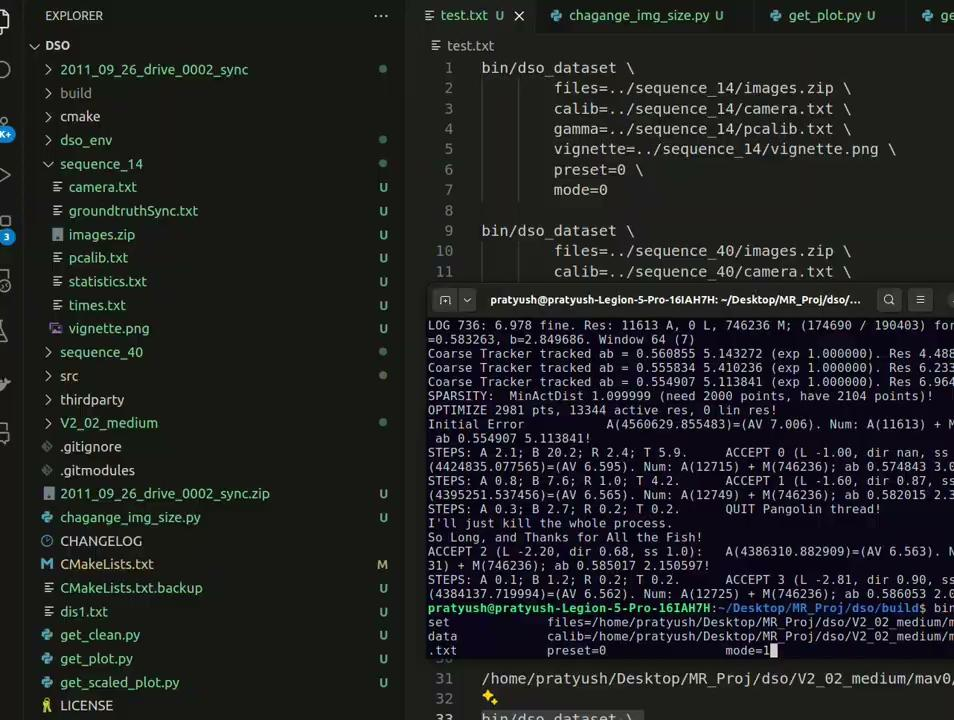 EXPLORER
DSO
2011_09_26_drive_0002_sync
build
cmake
dso_env
sequence_14
camera.txt U
groundtruthSync.txt U
images.zip U
pcalib.txt U
statistics.txt U
times.txt U
vignette.png U
sequence_40
src
thirdparty
V2_02_medium
.gitignore
.gitmodules
2011_09_26_drive_0002_sync.zip U
chagange_img_size.py U
CHANGELOG
CMakeLists.txt M
CMakeLists.txt.backup U
dis1.txt U
get_clean.py U
get_plot.py U
get_scaled_plot.py U
LICENSE
K+
3
test.txt U
chagange_img_size.py U
get_plot.py U
ge
test.txt
1 bin/dso_dataset \
2 files=../sequence_14/images.zip \
3 calib=../sequence_14/camera.txt \
4 gamma=../sequence_14/pcalib.txt \
5 vignette=../sequence_14/vignette.png \
6 preset=0 \
7 mode=0
8
9 bin/dso_dataset \
10 files=../sequence_40/images.zip \
11 calib=../sequence_40/camera.txt \
pratyush@pratyush-Legion-5-Pro-16IAH7H: ~/Desktop/MR_Proj/dso/...
LOG 736: 6.978 fine. Res: 11613 A, 0 L, 746236 M; (174690 / 190403) for
=0.583263, b=2.849686. Window 64 (7)
Coarse Tracker tracked ab = 0.560855 5.143272 (exp 1.000000). Res 4.488
Coarse Tracker tracked ab = 0.555834 5.410236 (exp 1.000000). Res 6.233
Coarse Tracker tracked ab = 0.554907 5.113841 (exp 1.000000). Res 6.964
SPARSITY:  MinActDist 1.099999 (need 2000 points, have 2104 points)!
OPTIMIZE 2981 pts, 13344 active res, 0 lin res!
Initial Error A(4560629.855483)=(AV 7.006). Num: A(11613) + M
ab 0.554907 5.113841!
STEPS: A 2.1; B 20.2; R 2.4; T 5.9. ACCEPT 0 (L -1.00, dir nan, ss
(4424835.077565)=(AV 6.595). Num: A(12715) + M(746236); ab 0.574843 3.0
STEPS: A 0.8; B 7.6; R 1.0; T 4.2. ACCEPT 1 (L -1.60, dir 0.87, ss
(4395251.537456)=(AV 6.565). Num: A(12749) + M(746236); ab 0.582015 2.3
STEPS: A 0.3; B 2.7; R 0.2; T 0.2. QUIT Pangolin thread!
I'll just kill the whole process.
So Long, and Thanks for All the Fish!
ACCEPT 2 (L -2.20, dir 0.68, ss 1.0): A(4386310.882909)=(AV 6.563). N
31) + M(746236); ab 0.585017 2.150597!
STEPS: A 0.1; B 1.2; R 0.2; T 0.2. ACCEPT 3 (L -2.81, dir 0.90, ss
(4384137.719994)=(AV 6.562). Num: A(12725) + M(746236); ab 0.586053 2.0
pratyush@pratyush-Legion-5-Pro-16IAH7H:~/Desktop/MR_Proj/dso/build$ bin
set files=/home/pratyush/Desktop/MR_Proj/dso/V2_02_medium/m
data calib=/home/pratyush/Desktop/MR_Proj/dso/V2_02_medium/m
.txt preset=0 mode=1
31 /home/pratyush/Desktop/MR_Proj/dso/V2_02_medium/mav0/
32
33 bin/dso_dataset \